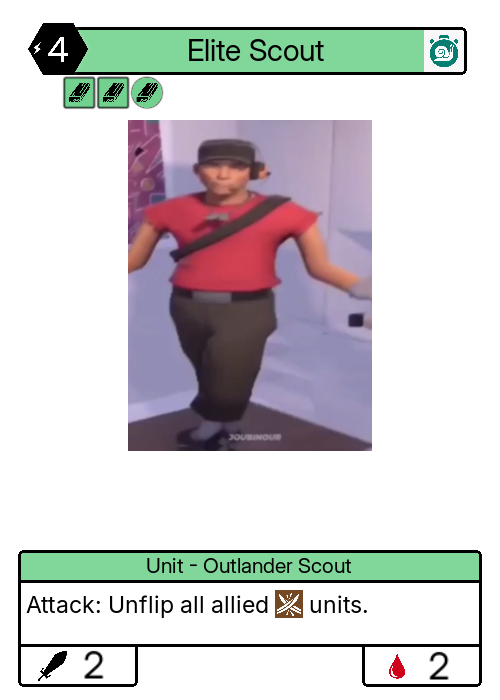 4
Elite Scout
JOUBINOUR
Unit - Outlander Scout
Attack: Unflip all allied units.
2
2